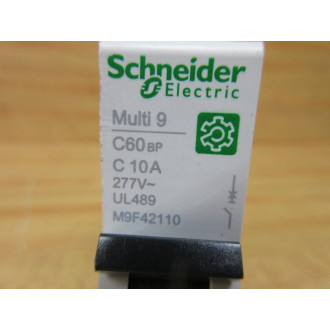 Schneider
Electric
Multi 9
C60BP
C 10A
277V~
UL489
M9F42110